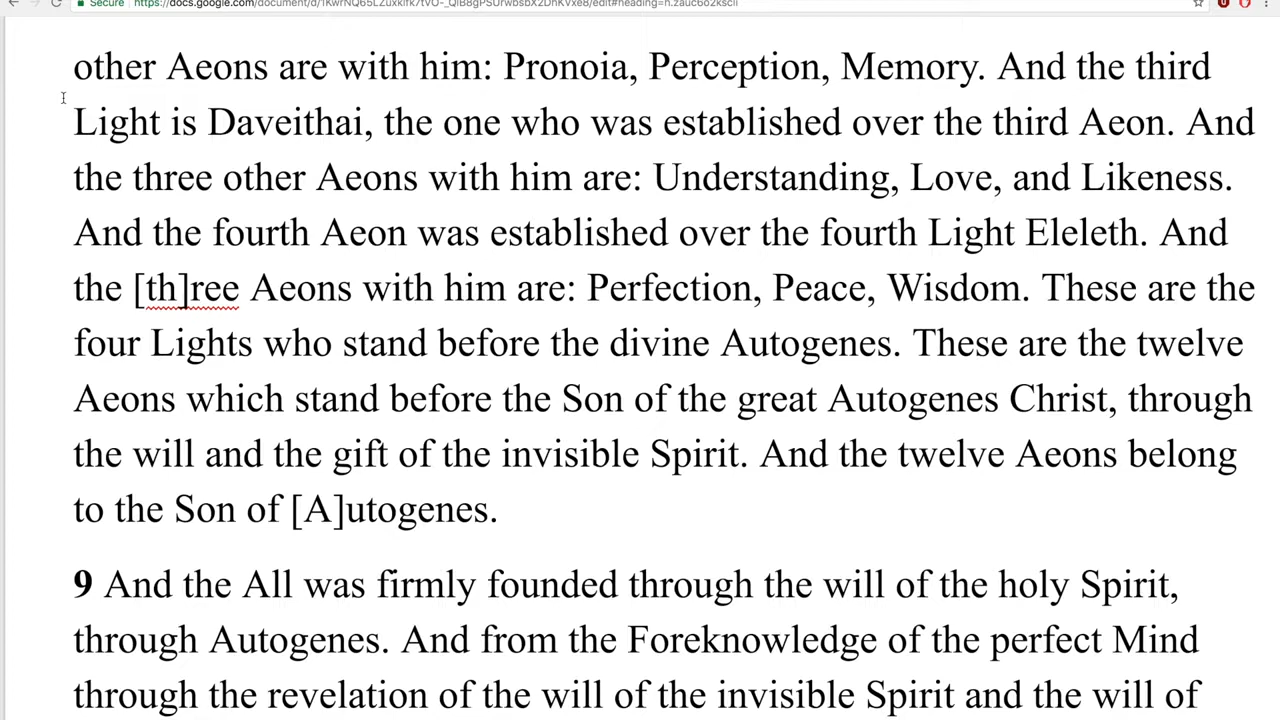 Secure
other Aeons are with him: Pronoia, Perception, Memory. And the third
Light is Daveithai, the one who was established over the third Aeon. And
the three other Aeons with him are: Understanding, Love, and Likeness.
And the fourth Aeon was established over the fourth Light Eleleth. And
the [th]ree Aeons with him are: Perfection, Peace, Wisdom. These are the
four Lights who stand before the divine Autogenes. These are the twelve
Aeons which stand before the Son of the great Autogenes Christ, through
the will and the gift of the invisible Spirit. And the twelve Aeons belong
to the Son of [A]utogenes.
9 And the All was firmly founded through the will of the holy Spirit,
through Autogenes. And from the Foreknowledge of the perfect Mind
through the revelation of the will of the invisible Spirit and the will of